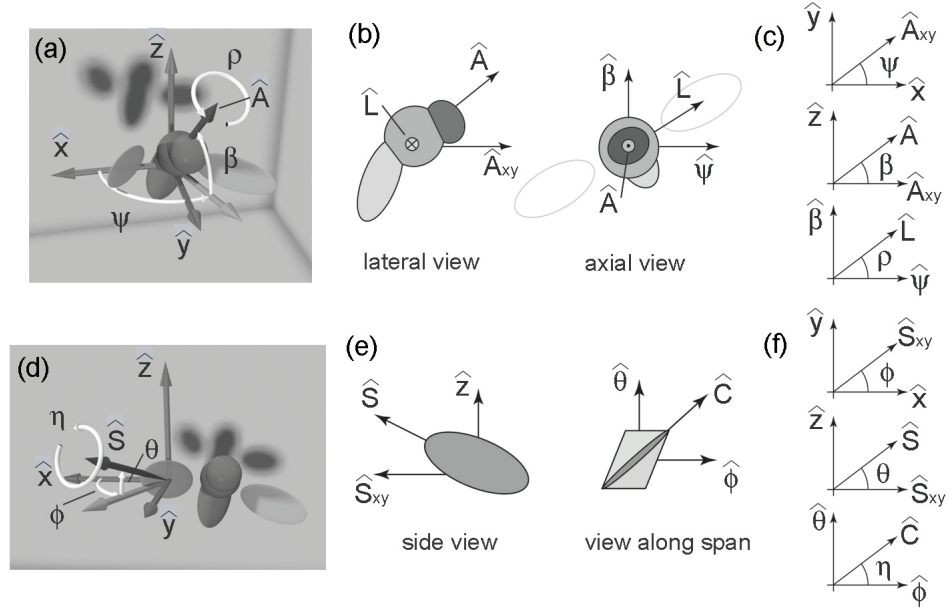 (a)
ẑ
ρ
Â
x̂
β
ψ
ŷ
(b)
L̂
Â
Âxy
lateral view
β̂
L̂
ψ̂
Â
axial view
(c)
ŷ
Âxy
ψ
x̂
ẑ
Â
β
Âxy
β̂
L̂
ρ
ψ̂
(d)
ẑ
η
Ŝ
θ
x̂
ϕ
ŷ
(e)
Ŝ
ẑ
Ŝxy
side view
θ̂
Ĉ
ϕ̂
view along span
(f)
ŷ
Ŝxy
ϕ
x̂
ẑ
Ŝ
θ
Ŝxy
θ̂
Ĉ
η
ϕ̂